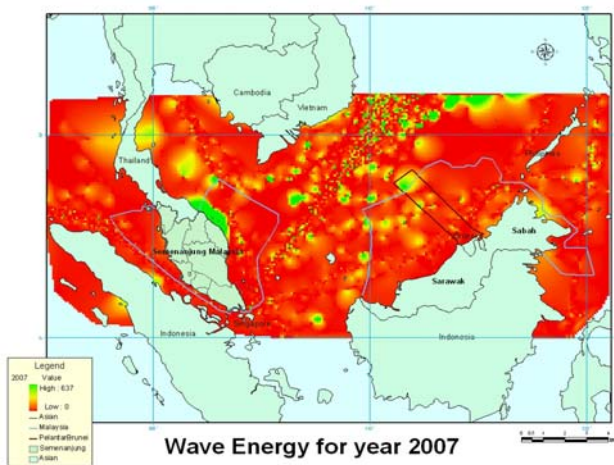 Cambodia
Vietnam
Thailand
Semenanjung Malaysia
Sabah
Sarawak
Indonesia
Singapore
Indonesia
Legend
2007 Value
High : 637
Low : 0
Asian
Malaysia
PelantarBrunei
Semenanjung
Asian
Wave Energy for year 2007